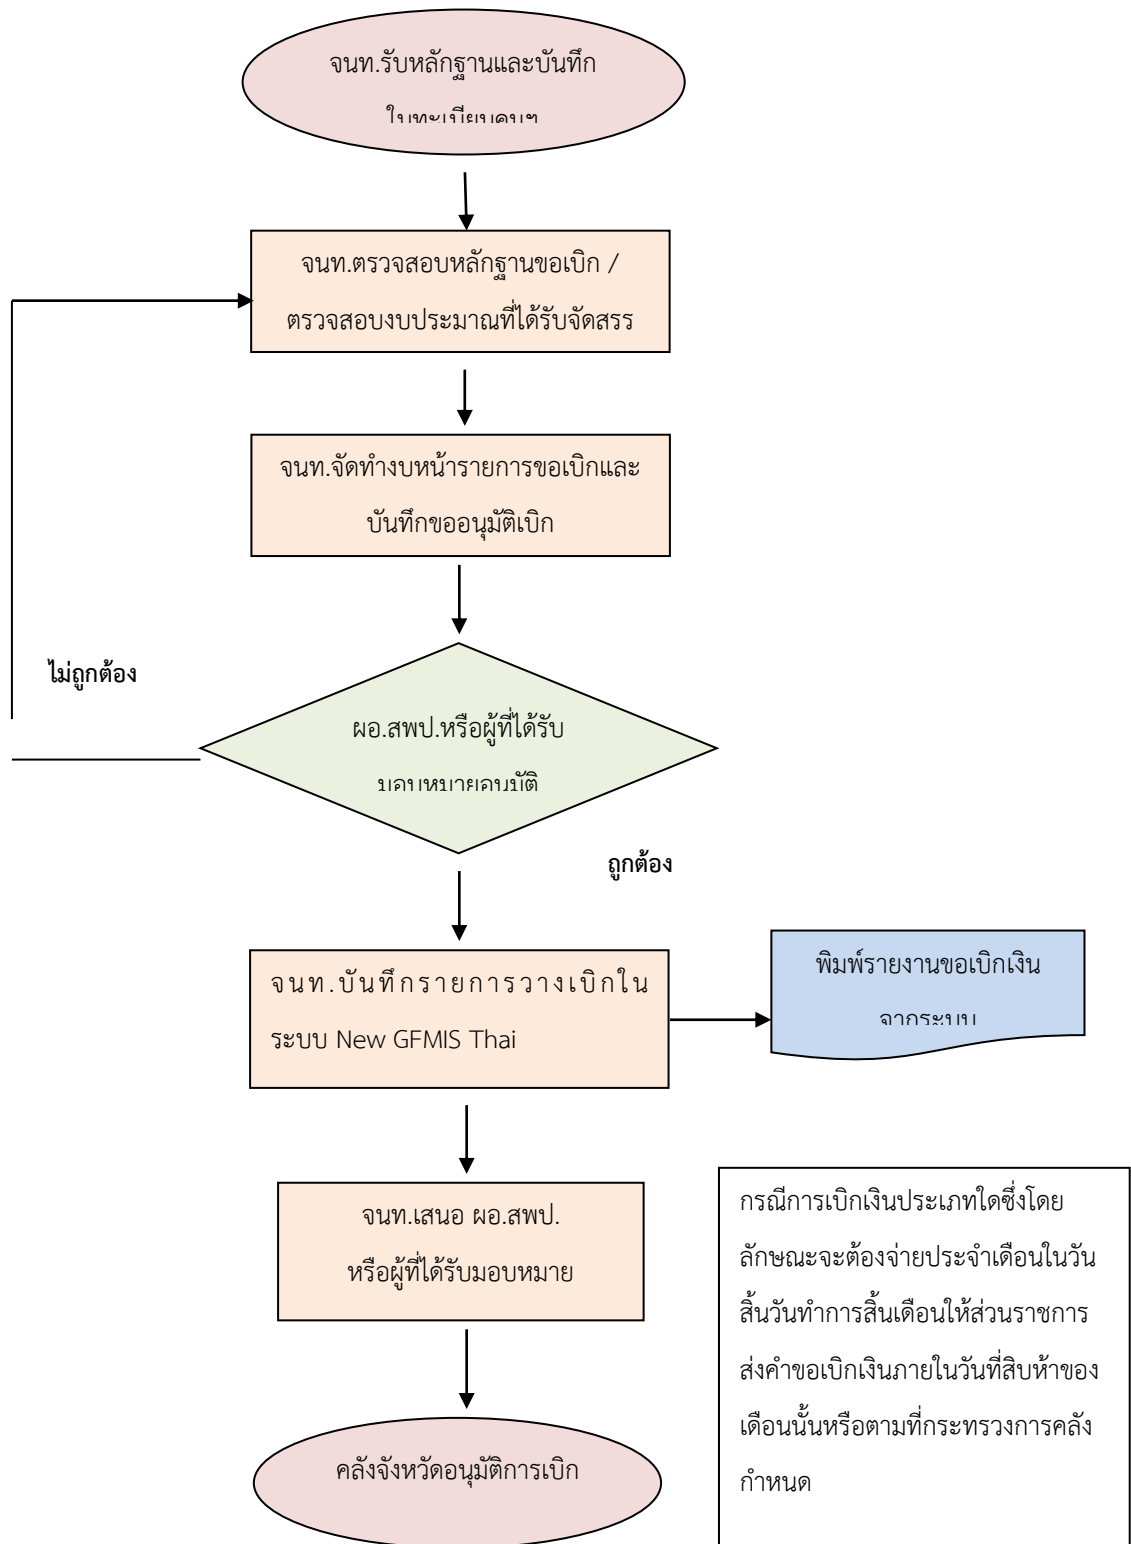 จนท.รับหลักฐานและบันทึก
จนท.ตรวจสอบหลักฐานขอเบิก /
ตรวจสอบงบประมาณที่ได้รับจัดสรร
จนท.จัดทำงบหน้ารายการขอเบิกและ
บันทึกขออนุมัติเบิก
ไม่ถูกต้อง
ผอ.สพป.หรือผู้ที่ได้รับ
มอบหมายอนุมัติ
ถูกต้อง
จนท.บันทึกรายการวางเบิกใน
ระบบ New GFMIS Thai
พิมพ์รายงานขอเบิกเงิน
จากระบบ
จนท.เสนอ ผอ.สพป.
หรือผู้ที่ได้รับมอบหมาย
กรณีการเบิกเงินประเภทใดซึ่งโดย
ลักษณะจะต้องจ่ายประจำเดือนในวัน
สิ้นวันทำการสิ้นเดือนให้ส่วนราชการ
ส่งคำขอเบิกเงินภายในวันที่สิบห้าของ
เดือนนั้นหรือตามที่กระทรวงการคลัง
กำหนด
คลังจังหวัดอนุมัติการเบิก